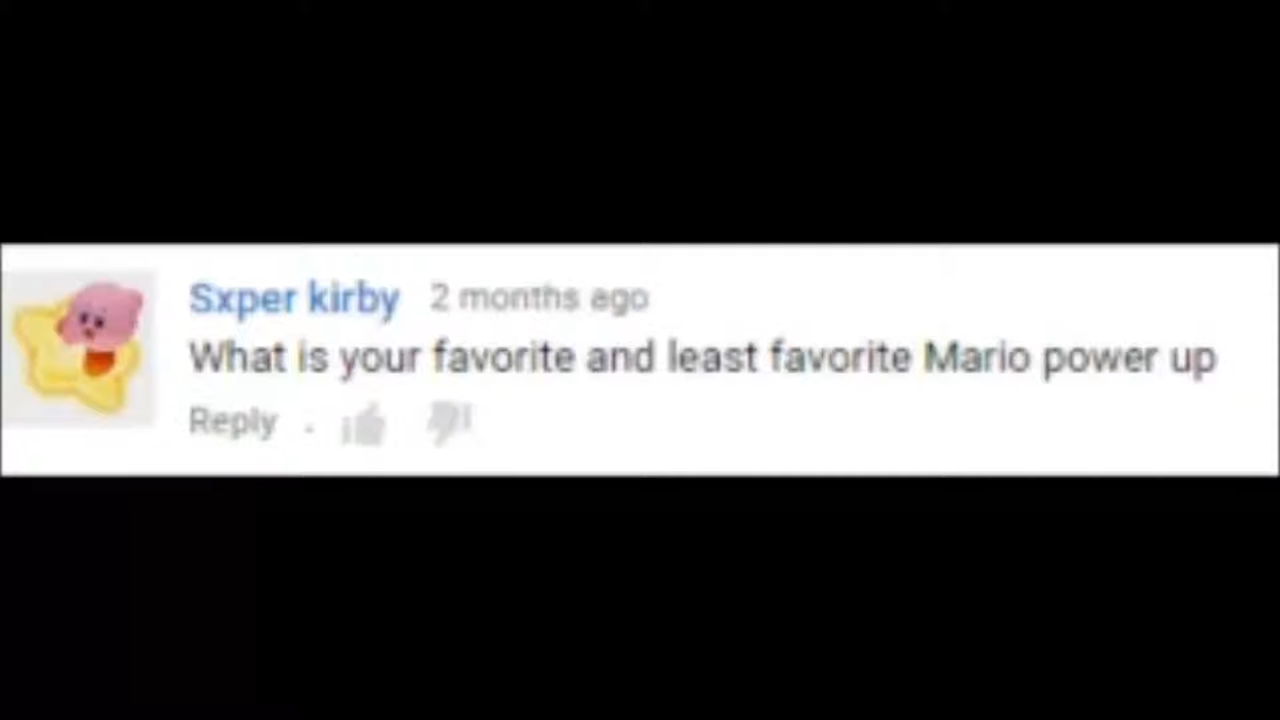 Sxper kirby 2 months ago
What is your favorite and least favorite Mario power up
Reply .